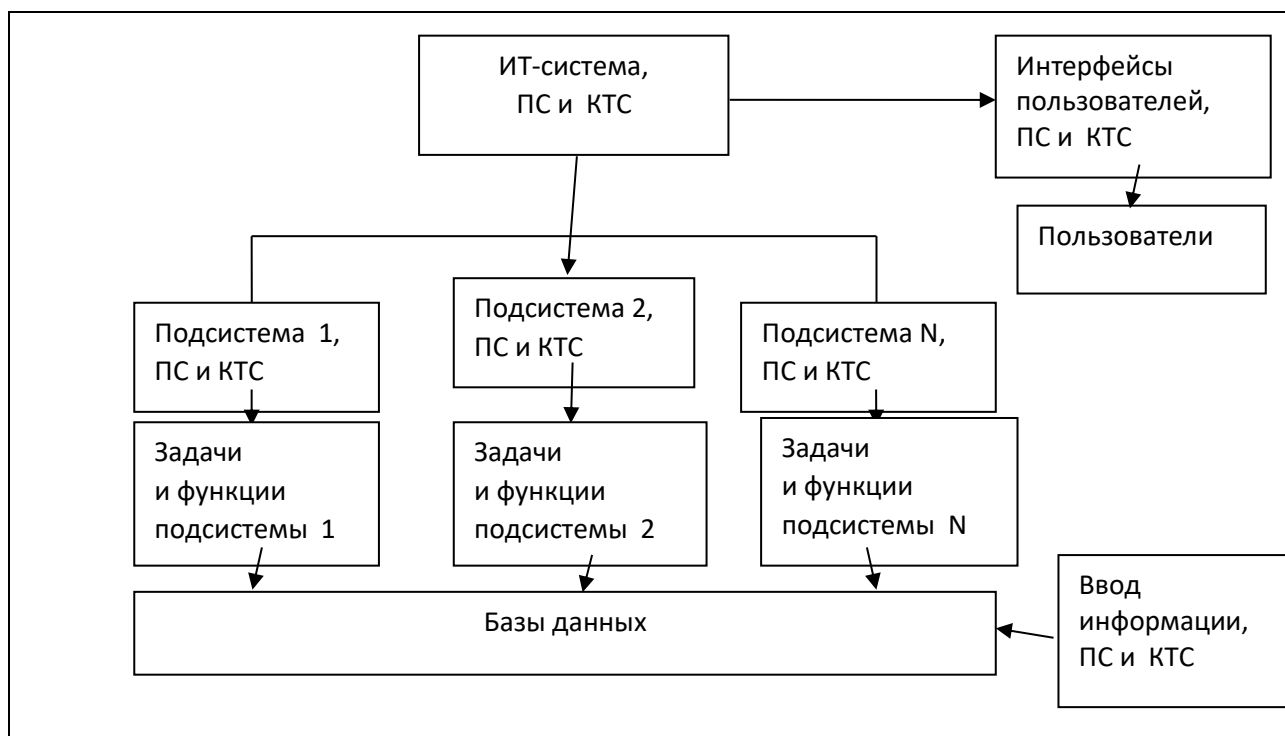 ИТ-система,
ПС и КТС
Интерфейсы
пользователей,
ПС и КТС
Пользователи
Подсистема 1,
ПС и КТС
Подсистема 2,
ПС и КТС
Подсистема N,
ПС и КТС
Задачи
и функции
подсистемы 1
Задачи
и функции
подсистемы 2
Задачи
и функции
подсистемы N
Базы данных
Ввод
информации,
ПС и КТС